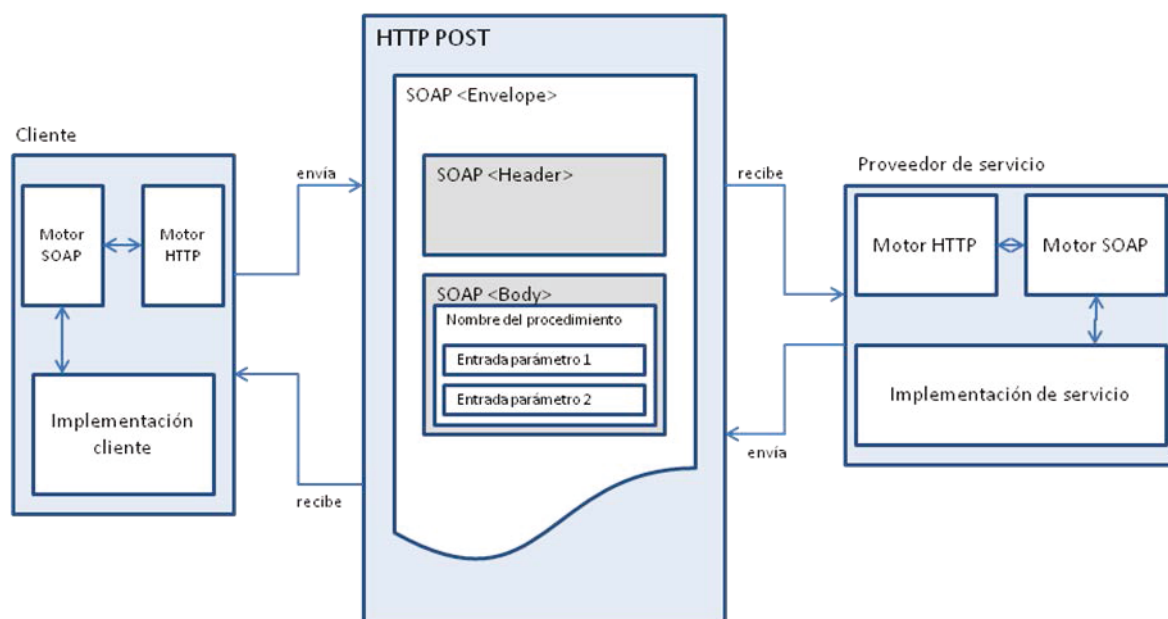 HTTP POST
SOAP <Envelope>
SOAP <Header>
SOAP <Body>
Nombre del procedimiento
Entrada parámetro 1
Entrada parámetro 2
Cliente
Motor
SOAP
Motor
HTTP
Implementación
cliente
envía
recibe
recibe
envía
Proveedor de servicio
Motor HTTP
Motor SOAP
Implementación de servicio